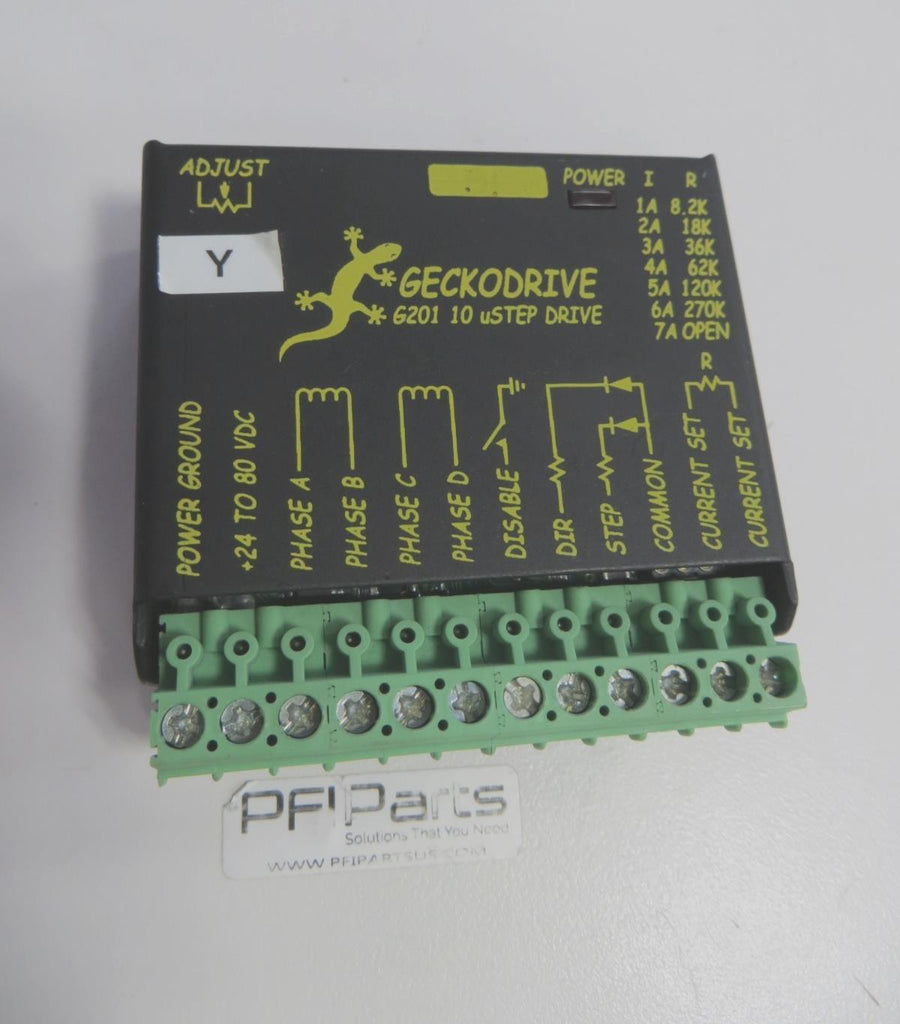 ADJUST
POWER I R
1A 8.2K
2A 18K
3A 36K
4A 62K
5A 120K
6A 270K
7A OPEN
R
Y
GECKODRIVE
G201 10 uSTEP DRIVE
POWER GROUND
+24 TO 80 VDC
PHASE A
PHASE B
PHASE C
PHASE D
DISABLE
DIR
STEP
COMMON
CURRENT SET
CURRENT SET
PFI Parts
Solutions That You Need
WWW.PFIPARTSUS.COM